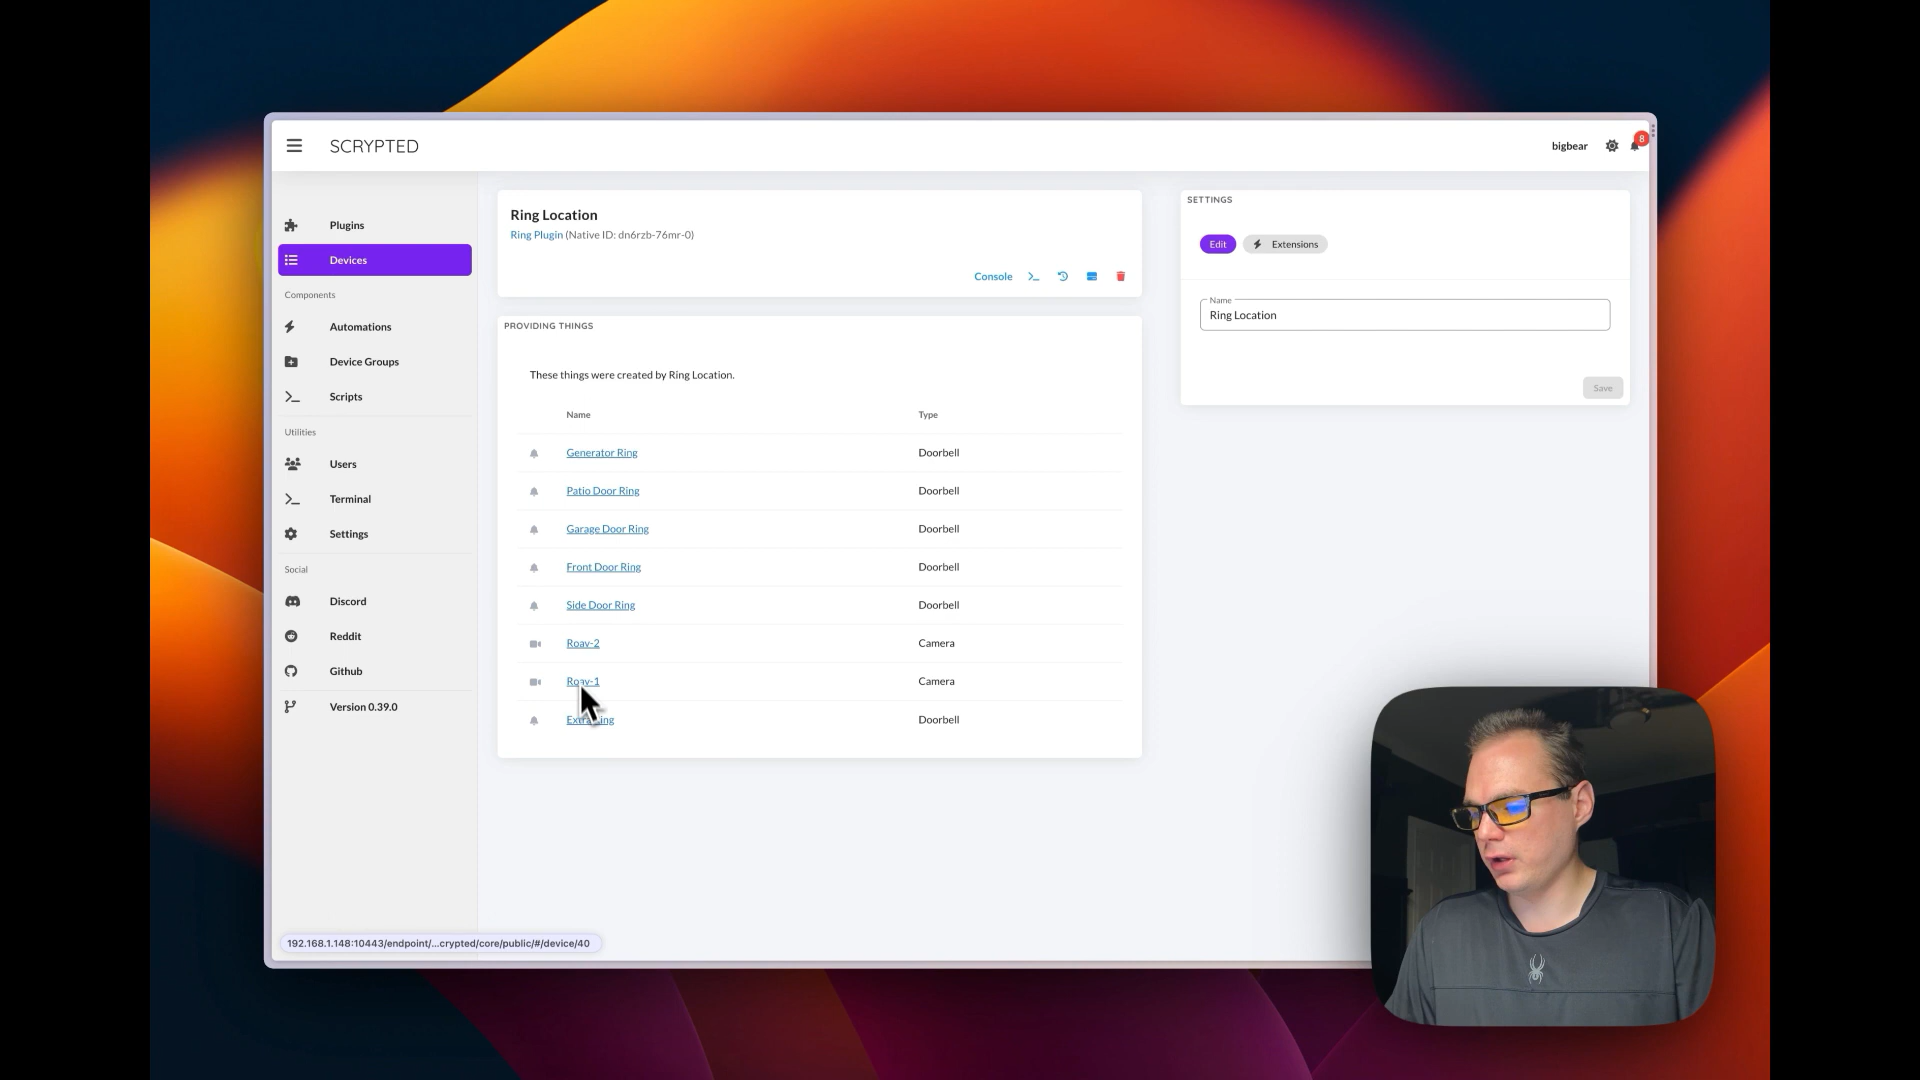 SCRYPTED
bigbear
8
Plugins
Devices
Components
Automations
Device Groups
Scripts
Utilities
Users
Terminal
Settings
Social
Discord
Reddit
Github
Version 0.39.0
Ring Location
Ring Plugin (Native ID: dn6rzb-76mr-0)
Console
PROVIDING THINGS
These things were created by Ring Location.
Name Type
Generator Ring Doorbell
Patio Door Ring Doorbell
Garage Door Ring Doorbell
Front Door Ring Doorbell
Side Door Ring Doorbell
Roav-2 Camera
Roav-1 Camera
Doorbell
SETTINGS
Edit
Extensions
Name
Ring Location
Save
192.168.1.148:10443/endpoint/...crypted/core/public/#/device/40